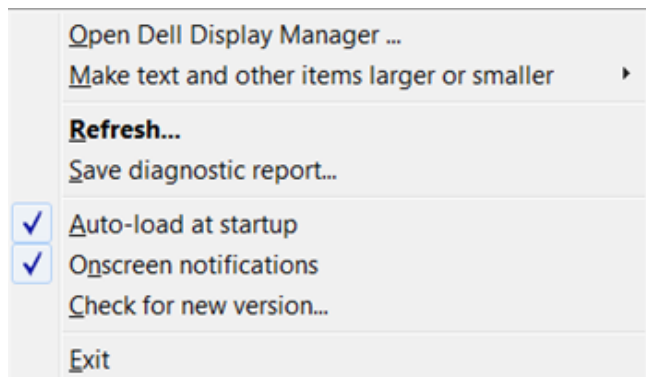 Open Dell Display Manager ...
Make text and other items larger or smaller
Refresh...
Save diagnostic report...
Auto-load at startup
Onscreen notifications
Check for new version...
Exit